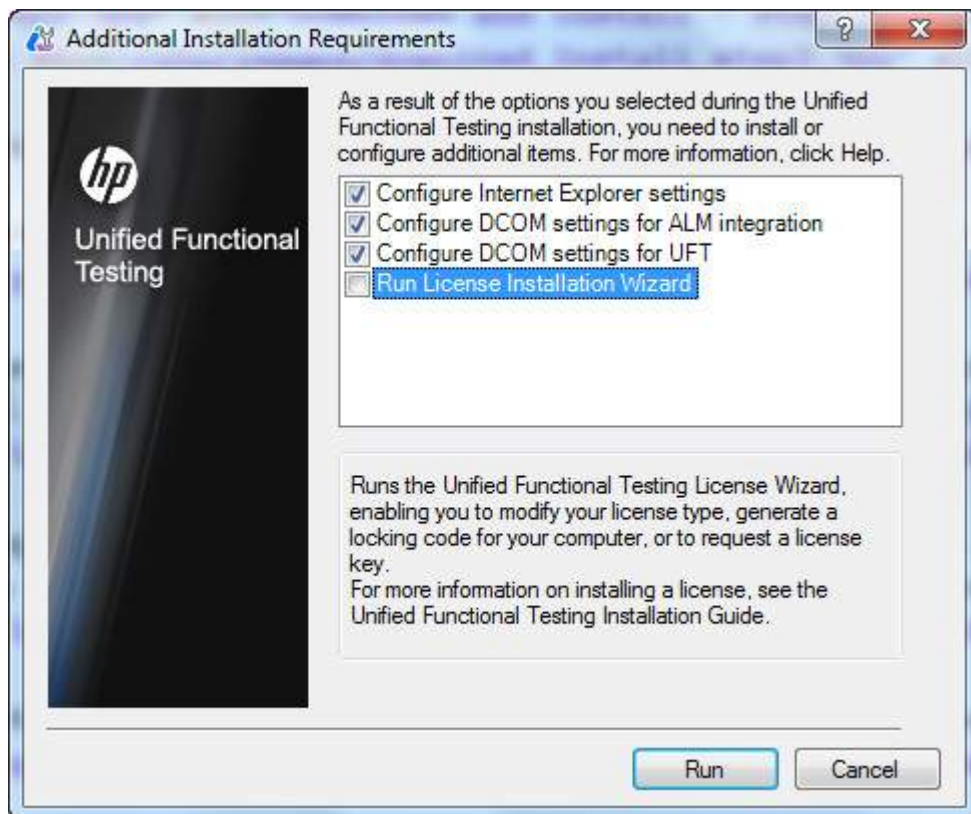 Additional Installation Requirements
?
X
hp
Unified Functional
Testing
As a result of the options you selected during the Unified
Functional Testing installation, you need to install or
configure additional items. For more information, click Help.
Configure Internet Explorer settings
Configure DCOM settings for ALM integration
Configure DCOM settings for UFT
Run License Installation Wizard
Runs the Unified Functional Testing License Wizard,
enabling you to modify your license type, generate a
locking code for your computer, or to request a license
key.
For more information on installing a license, see the
Unified Functional Testing Installation Guide.
Run
Cancel